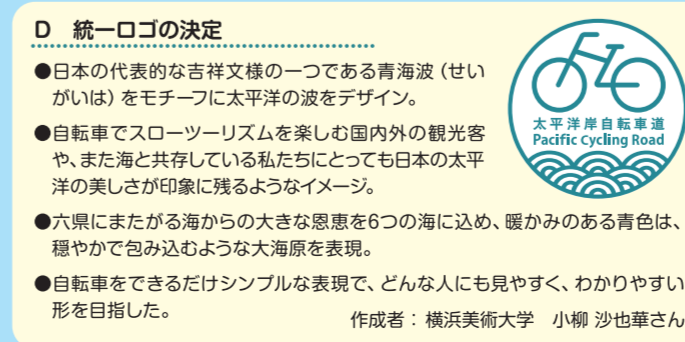 D 統一ロゴの決定
●日本の代表的な吉祥文様の一つである青海波（せい
がいは）をモチーフに太平洋の波をデザイン。
●自転車でスローツーリズムを楽しむ国内外の観光客
や、また海と共存している私たちにとっても日本の太平
洋の美しさが印象に残るようなイメージ。
太平洋岸自転車道
Pacific Cycling Road
●六県にまたがる海からの大きな恩恵を6つの海に込め、暖かみのある青色は、
穏やかで包み込むような大海原を表現。
●自転車をできるだけシンプルな表現で、どんな人にも見やすく、わかりやすい
形を目指した。
作成者：横浜美術大学 小柳 沙也華さん